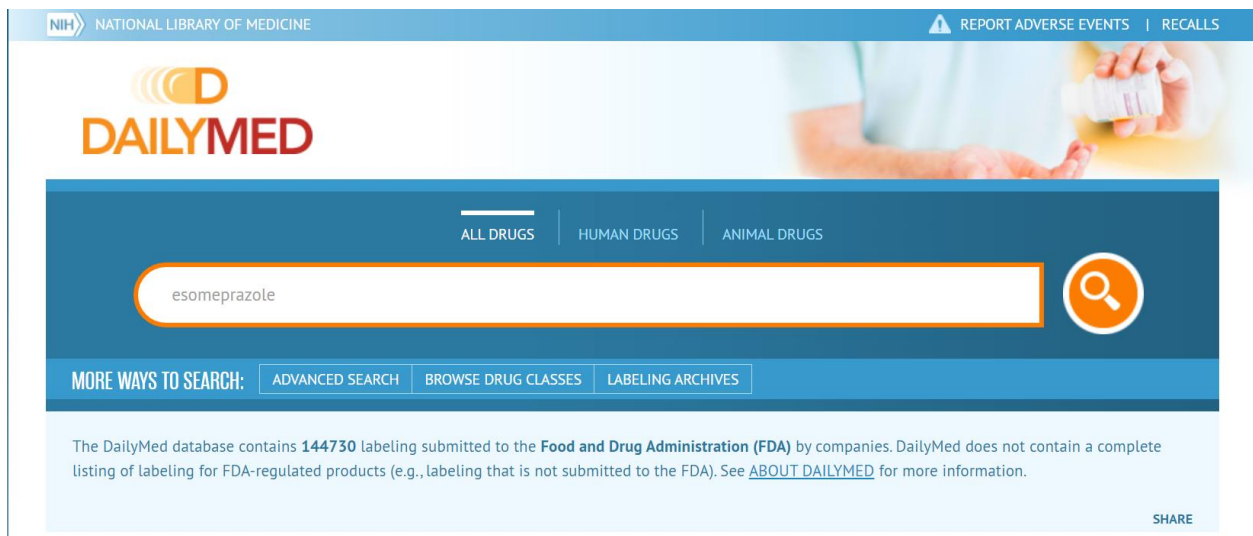 NIH NATIONAL LIBRARY OF MEDICINE
REPORT ADVERSE EVENTS | RECALLS
D
DAILYMED
ALL DRUGS
HUMAN DRUGS
ANIMAL DRUGS
esomeprazole
MORE WAYS TO SEARCH: ADVANCED SEARCH BROWSE DRUG CLASSES LABELING ARCHIVES
The DailyMed database contains 144730 labeling submitted to the Food and Drug Administration (FDA) by companies. DailyMed does not contain a complete
listing of labeling for FDA-regulated products (e.g., labeling that is not submitted to the FDA). See ABOUT DAILYMED for more information.
SHARE